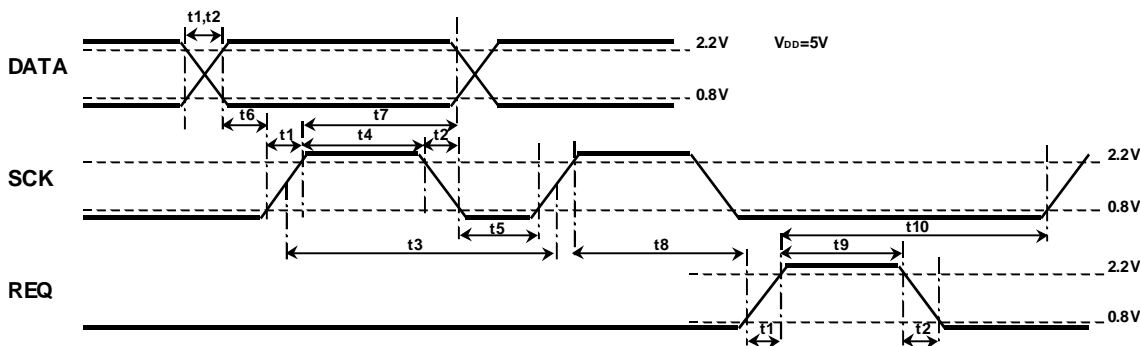 t1,t2
2.2V
VDD=5V
DATA
0.8V
t6
t7
t1
t4
t2
2.2V
SCK
0.8V
t5
t10
t3
t8
t9
2.2V
REQ
0.8V
t1
t2